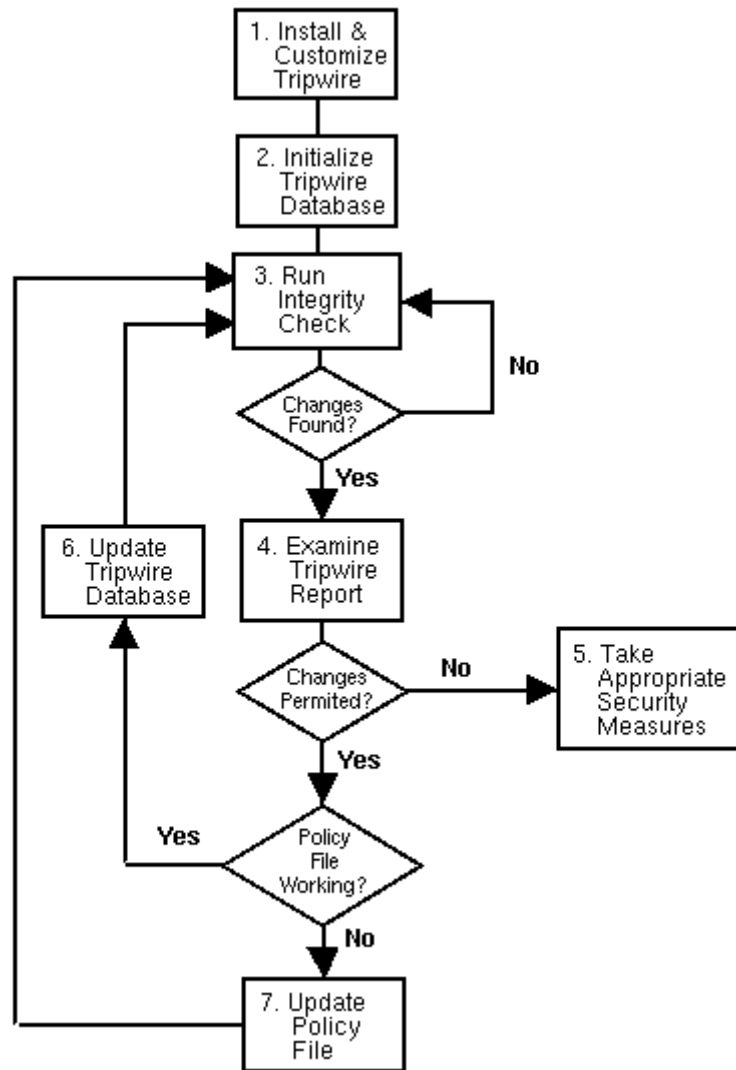 1. Install &
Customize
Tripwire
2. Initialize
Tripwire
Database
3. Run
Integrity
Check
No
Changes
Found?
Yes
4. Examine
Tripwire
Report
6. Update
Tripwire
Database
Changes
Permited?
No
5. Take
Appropriate
Security
Measures
Yes
Policy
File
Working?
Yes
No
7. Update
Policy
File